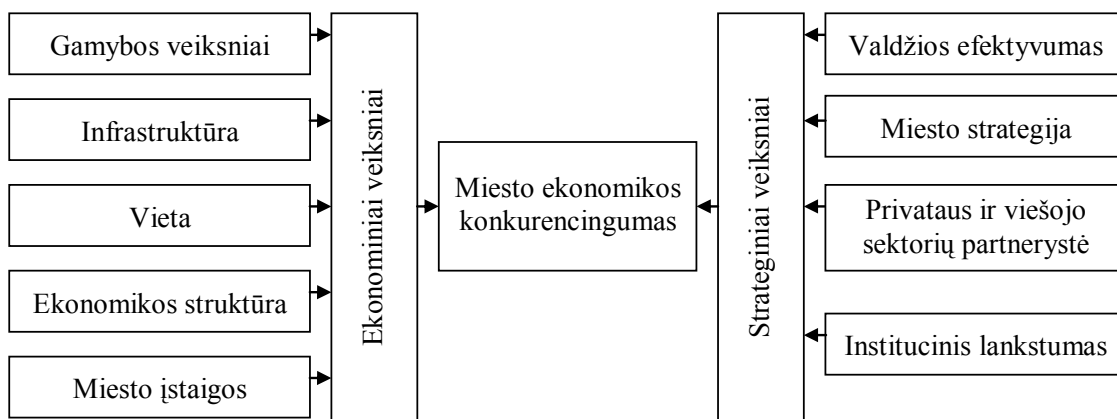 Gamybos veiksniai
Infrastruktūra
Vieta
Ekonomikos struktūra
Miesto įstaigos
Ekonominiai veiksniai
Miesto ekonomikos
konkurencingumas
Strateginiai veiksniai
Valdžios efektyvumas
Miesto strategija
Privataus ir viešojo
sektorių partnerystė
Institucinis lankstumas